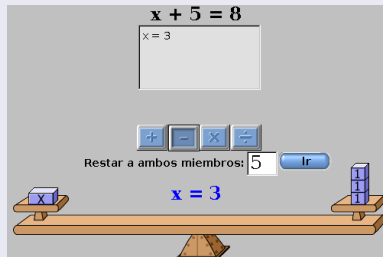 x + 5 = 8
x = 3
+ − × ÷
Restar a ambos miembros: 5 Ir
x = 3
1
1
X 1